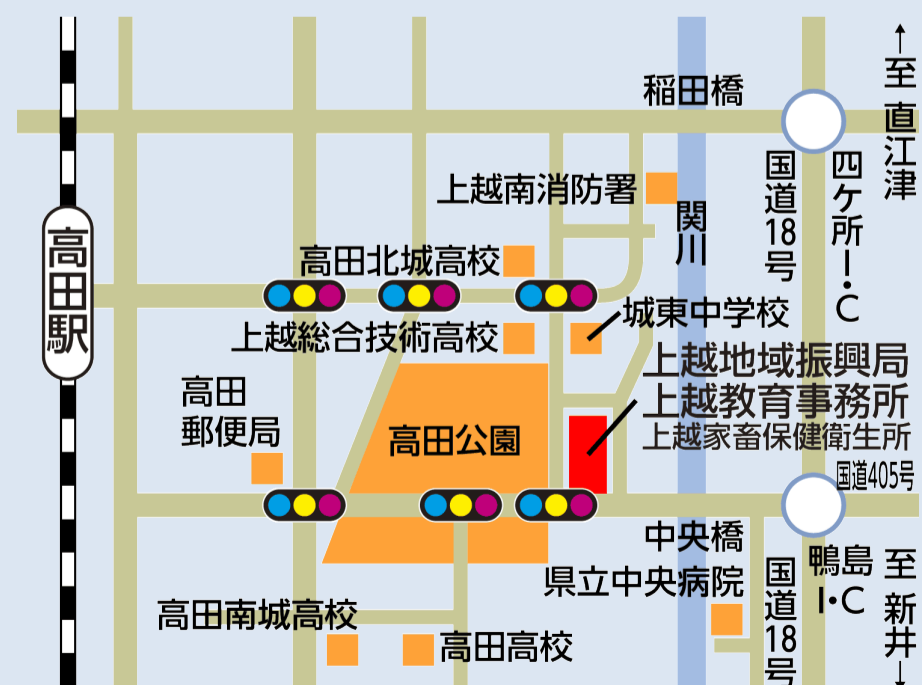 稲田橋
↑至 直江津
国道18号
四ケ所I・C
上越南消防署
関川
高田駅
高田北城高校
城東中学校
上越総合技術高校
上越地域振興局
上越教育事務所
上越家畜保健衛生所
高田
郵便局
高田公園
国道405号
中央橋
県立中央病院
国道18号
鴨島
I・C
至 新井↓
高田南城高校
高田高校